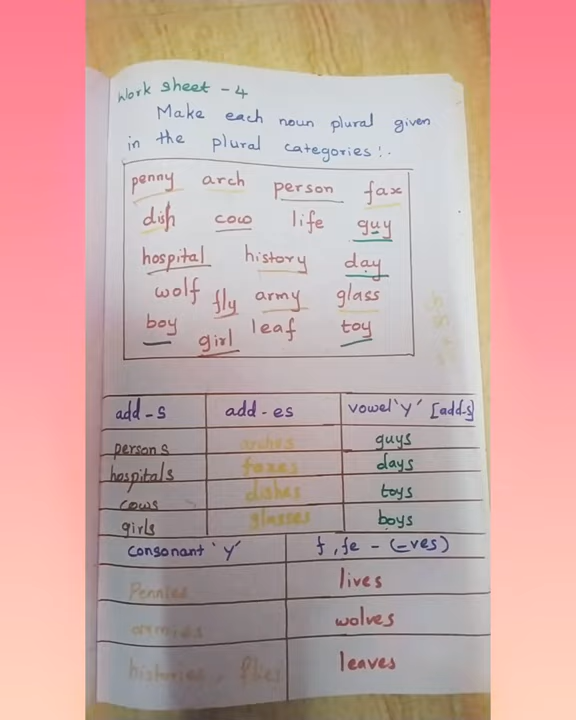 Work sheet - 4
Make each noun plural given
in the plural categories!.
penny arch person fax
dish cow life guy
hospital history day
wolf fly army glass
boy girl leaf toy
add-s add-es vowel 'y' [add-s]
persons arches guys
hospitals faxes days
cows dishes toys
girls glasses boys
consonant 'y' f, fe - (-ves)
Pennies lives
armies wolves
histories, flies leaves